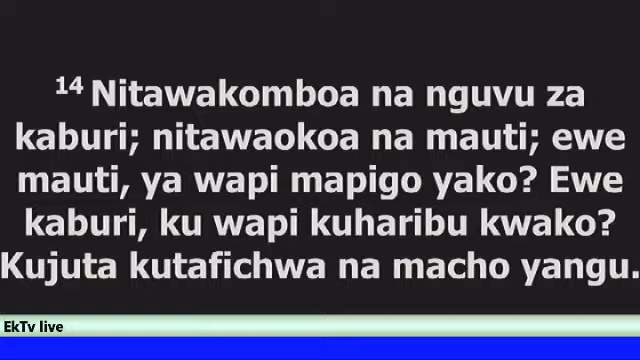 14 Nitawakomboa na nguvu za
kaburi; nitawaokoa na mauti; ewe
mauti, ya wapi mapigo yako? Ewe
kaburi, ku wapi kuharibu kwako?
Kujuta kutafichwa na macho yangu.
EkTv live